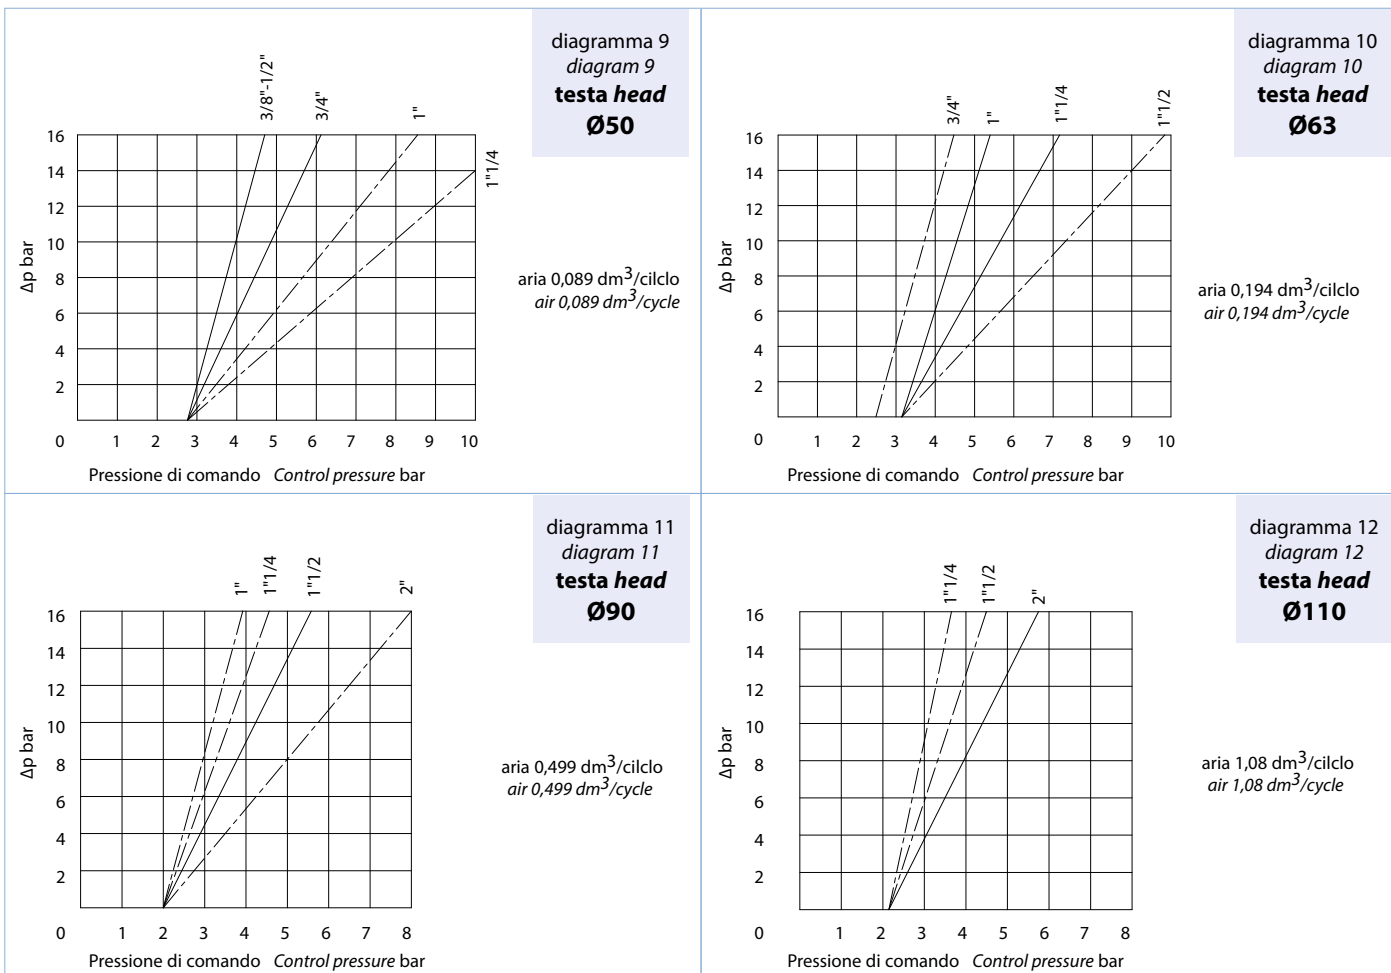 diagramma 9
diagram 9
testa head
Ø50
3/8"-1/2"
3/4"
1"
1"1/4
16
14
12
10
8
6
4
2
0 1 2 3 4 5 6 7 8 9 10
Δp bar
Pressione di comando Control pressure bar
aria 0,089 dm³/cilclo
air 0,089 dm³/cycle
diagramma 10
diagram 10
testa head
Ø63
3/4"
1"
1"1/4
1"1/2
16
14
12
10
8
6
4
2
0 1 2 3 4 5 6 7 8 9 10
Δp bar
Pressione di comando Control pressure bar
aria 0,194 dm³/cilclo
air 0,194 dm³/cycle
diagramma 11
diagram 11
testa head
Ø90
1"
1"1/4
1"1/2
2"
16
14
12
10
8
6
4
2
0 1 2 3 4 5 6 7 8
Δp bar
Pressione di comando Control pressure bar
aria 0,499 dm³/cilclo
air 0,499 dm³/cycle
diagramma 12
diagram 12
testa head
Ø110
1"1/4
1"1/2
2"
16
14
12
10
8
6
4
2
0 1 2 3 4 5 6 7 8
Δp bar
Pressione di comando Control pressure bar
aria 1,08 dm³/cilclo
air 1,08 dm³/cycle